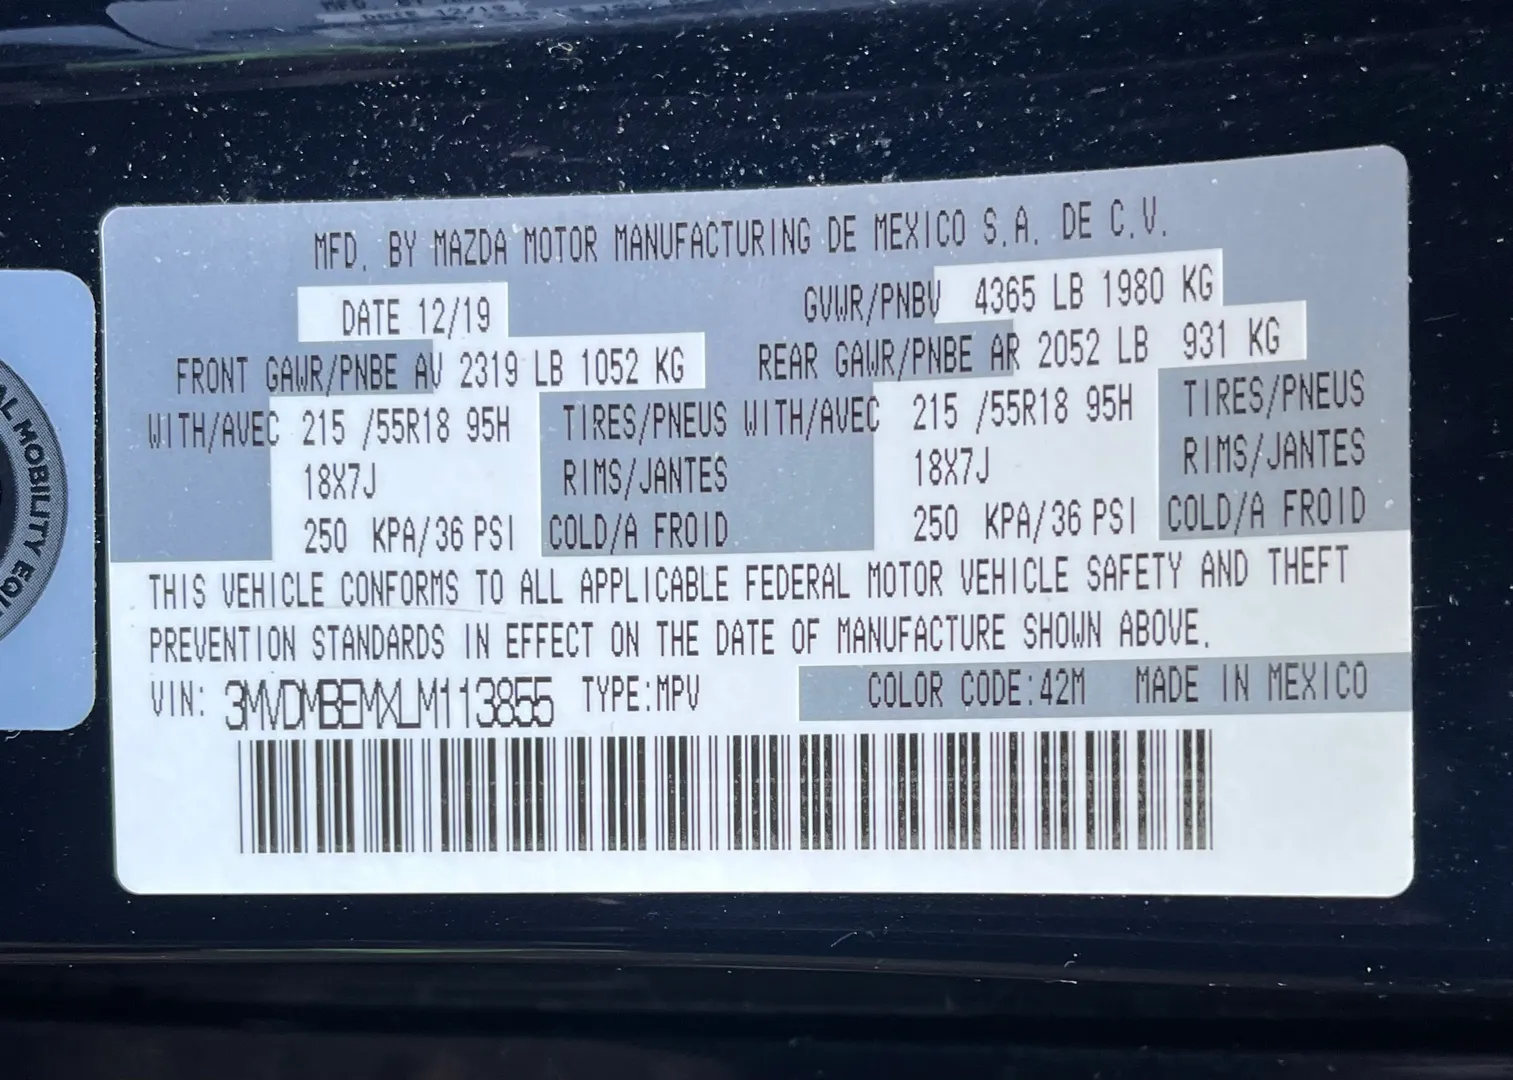 MFD. BY MAZDA MOTOR MANUFACTURING DE MEXICO S.A. DE C.V.
DATE 12/19 GVWR/PNBV 4365 LB 1980 KG
FRONT GAWR/PNBE AV 2319 LB 1052 KG REAR GAWR/PNBE AR 2052 LB 931 KG
WITH/AVEC 215 /55R18 95H TIRES/PNEUS WITH/AVEC 215 /55R18 95H TIRES/PNEUS
18X7J RIMS/JANTES 18X7J RIMS/JANTES
250 KPA/36 PSI COLD/A FROID 250 KPA/36 PSI COLD/A FROID
THIS VEHICLE CONFORMS TO ALL APPLICABLE FEDERAL MOTOR VEHICLE SAFETY AND THEFT
PREVENTION STANDARDS IN EFFECT ON THE DATE OF MANUFACTURE SHOWN ABOVE.
VIN: 3MVDMBEMXLM113855 TYPE:MPV COLOR CODE:42M MADE IN MEXICO
MOBILITY